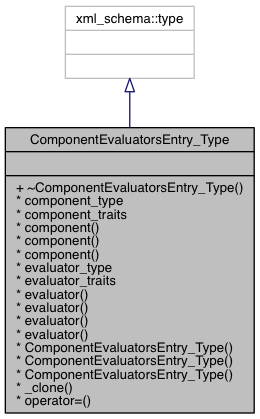 xml_schema::type
ComponentEvaluatorsEntry_Type
+ ~ComponentEvaluatorsEntry_Type()
* component_type
* component_traits
* component()
* component()
* component()
* evaluator_type
* evaluator_traits
* evaluator()
* evaluator()
* evaluator()
* evaluator()
* ComponentEvaluatorsEntry_Type()
* ComponentEvaluatorsEntry_Type()
* ComponentEvaluatorsEntry_Type()
* _clone()
* operator=()